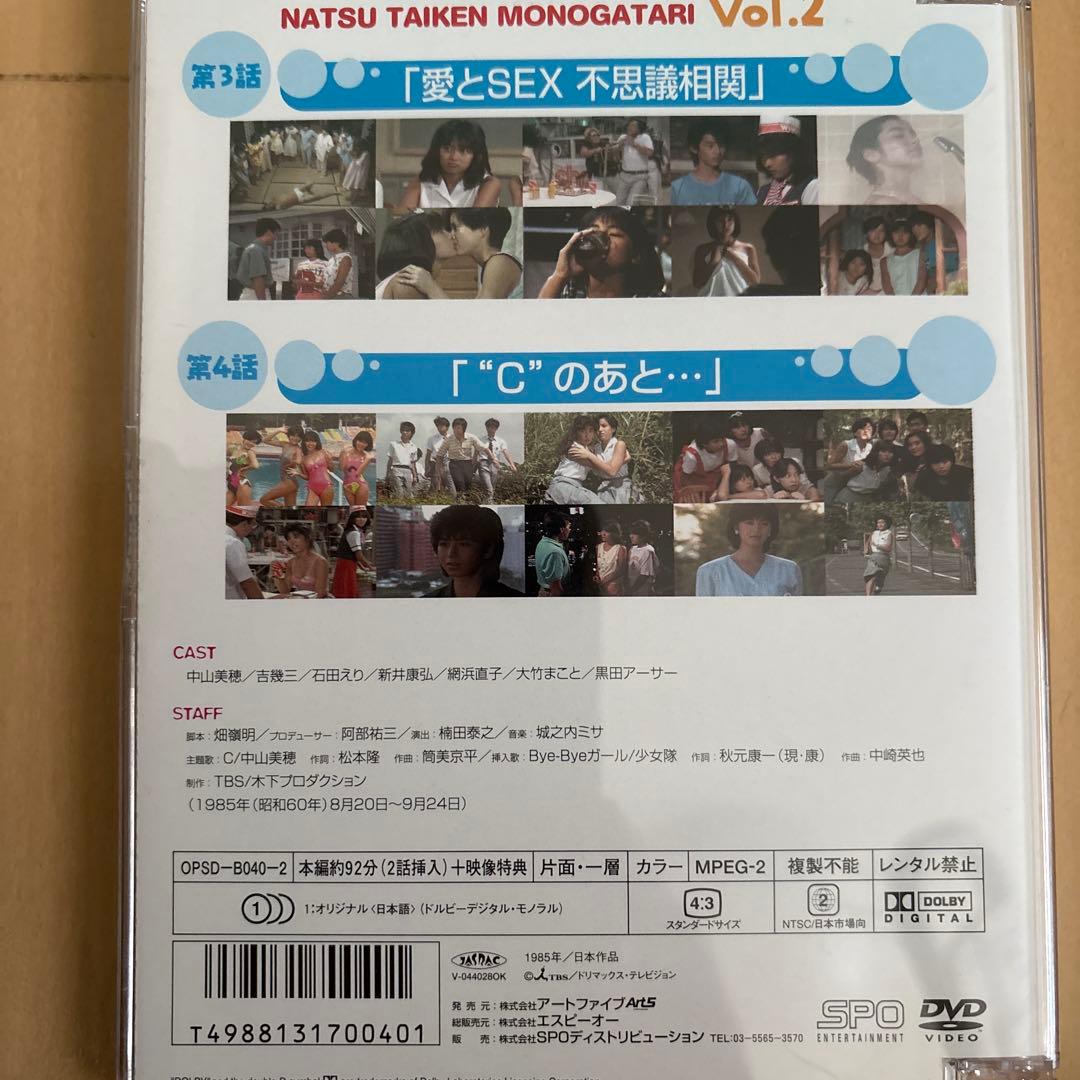 NATSU TAIKEN MONOGATARI Vol.2
第3話
「愛とSEX 不思議相関」
第4話
「“C”のあと…」
CAST
中山美穂／吉幾三／石田えり／新井康弘／網浜直子／大竹まこと／黒田アーサー
STAFF
脚本：畑嶺明／プロデューサー：阿部祐三／演出：楠田泰之／音楽：城之内ミサ
主題歌：C/中山美穂　作詞：松本隆　作曲：筒美京平／挿入歌：Bye-Byeガール/少女隊　作詞：秋元康一（現・康）　作曲：中崎英也
制作：TBS/木下プロダクション
（1985年（昭和60年）8月20日〜9月24日）
OPSD−B040−2 本編約92分（2話挿入）＋映像特典 片面・一層 カラー MPEG-2 複製不能 レンタル禁止
1 1：オリジナル〈日本語〉（ドルビーデジタル・モノラル） 4:3 2 DOLBY
スタンダードサイズ NTSC/日本市場向 DIGITAL
JASRAC 1985年／日本作品
V-044028OK ©TBS／ドリマックス・テレビジョン
発売元：株式会社アートファイブ Art5
総販売元：株式会社エスピーオー
販 売：株式会社SPOディストリビューション TEL：03−5565−3570
SPO
ENTERTAINMENT
DVD
VIDEO
T4988131700401